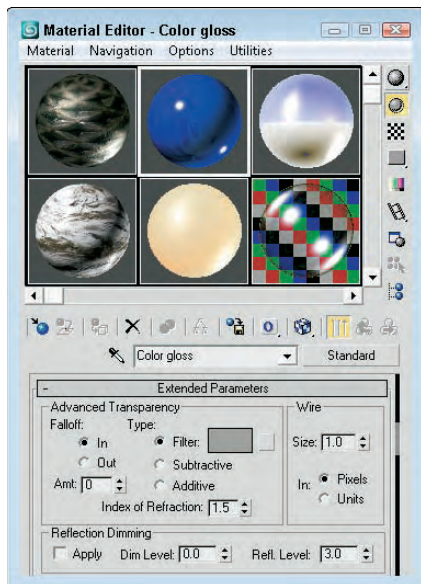 Material Editor - Color gloss
Material Navigation Options Utilities
Color gloss Standard
- Extended Parameters
Advanced Transparency Wire
Falloff: Type:
In Filter: Size: 1.0
Out Subtractive In: Pixels
Amt: 0 Additive Units
Index of Refraction: 1.5
Reflection Dimming
Apply Dim Level: 0.0 Refl. Level: 3.0